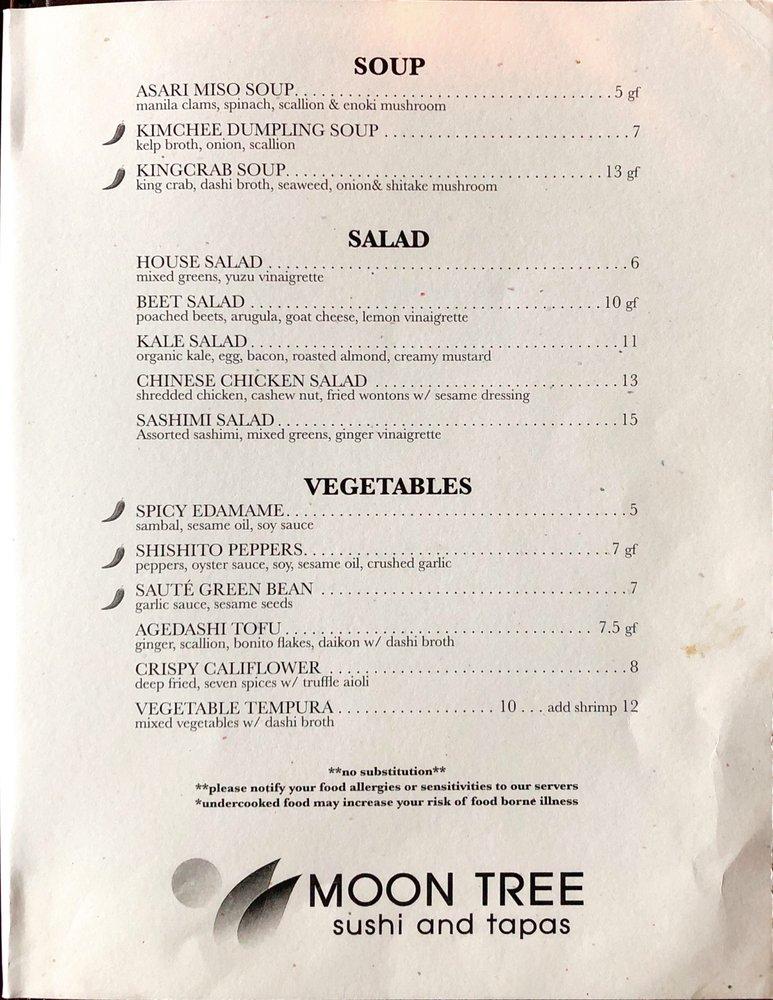 SOUP
ASARI MISO SOUP. . . . . . . . . . . . . . . . . . . . . . . . . . . . . . . . . . . 5 gf
manila clams, spinach, scallion & enoki mushroom
KIMCHEE DUMPLING SOUP . . . . . . . . . . . . . . . . . . . . . . . . . . . 7
kelp broth, onion, scallion
KINGCRAB SOUP. . . . . . . . . . . . . . . . . . . . . . . . . . . . . . . . . . . 13 gf
king crab, dashi broth, seaweed, onion& shitake mushroom
SALAD
HOUSE SALAD . . . . . . . . . . . . . . . . . . . . . . . . . . . . . . . . . . . . . . 6
mixed greens, yuzu vinaigrette
BEET SALAD . . . . . . . . . . . . . . . . . . . . . . . . . . . . . . . . . . . . . 10 gf
poached beets, arugula, goat cheese, lemon vinaigrette
KALE SALAD . . . . . . . . . . . . . . . . . . . . . . . . . . . . . . . . . . . . . . . 11
organic kale, egg, bacon, roasted almond, creamy mustard
CHINESE CHICKEN SALAD . . . . . . . . . . . . . . . . . . . . . . . . . . 13
shredded chicken, cashew nut, fried wontons w/ sesame dressing
SASHIMI SALAD . . . . . . . . . . . . . . . . . . . . . . . . . . . . . . . . . . . . 15
Assorted sashimi, mixed greens, ginger vinaigrette
VEGETABLES
SPICY EDAMAME. . . . . . . . . . . . . . . . . . . . . . . . . . . . . . . . . . . . 5
sambal, sesame oil, soy sauce
SHISHITO PEPPERS. . . . . . . . . . . . . . . . . . . . . . . . . . . . . . . . 7 gf
peppers, oyster sauce, soy, sesame oil, crushed garlic
SAUTÉ GREEN BEAN . . . . . . . . . . . . . . . . . . . . . . . . . . . . . . . . 7
garlic sauce, sesame seeds
AGEDASHI TOFU . . . . . . . . . . . . . . . . . . . . . . . . . . . . . . . . 7.5 gf
ginger, scallion, bonito flakes, daikon w/ dashi broth
CRISPY CALIFLOWER . . . . . . . . . . . . . . . . . . . . . . . . . . . . . . . 8
deep fried, seven spices w/ truffle aioli
VEGETABLE TEMPURA . . . . . . . . . . . . . . . . . . 10 . . . add shrimp 12
mixed vegetables w/ dashi broth
**no substitution**
**please notify your food allergies or sensitivities to our servers
*undercooked food may increase your risk of food borne illness
MOON TREE
sushi and tapas